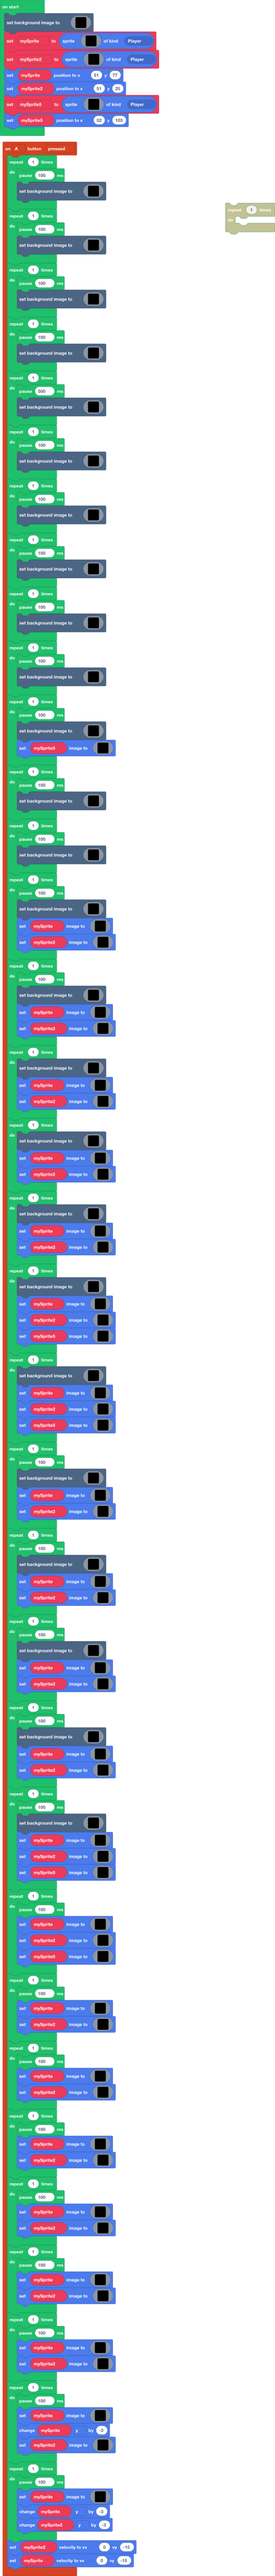 on start
set background image to
set mySprite to sprite of kind Player
set mySprite2 to sprite of kind Player
set mySprite position to x 51 y 77
set mySprite2 position to x 51 y 35
set mySprite5 to sprite of kind Player
set mySprite5 position to x 53 y 103
on A button pressed
repeat 1 times
do
pause 100 ms
set background image to
repeat 1 times
do
repeat 1 times
do
pause 100 ms
set background image to
repeat 1 times
do
pause 100 ms
set background image to
repeat 1 times
do
pause 100 ms
set background image to
repeat 1 times
do
pause 500 ms
set background image to
repeat 1 times
do
pause 100 ms
set background image to
repeat 1 times
do
pause 100 ms
set background image to
repeat 1 times
do
pause 100 ms
set background image to
repeat 1 times
do
pause 100 ms
set background image to
repeat 1 times
do
pause 100 ms
set background image to
repeat 1 times
do
pause 100 ms
set background image to
set mySprite5 image to
repeat 1 times
do
pause 100 ms
set background image to
repeat 1 times
do
pause 100 ms
set background image to
repeat 1 times
do
pause 100 ms
set background image to
set mySprite image to
set mySprite2 image to
repeat 1 times
do
pause 100 ms
set background image to
set mySprite image to
set mySprite2 image to
repeat 1 times
do
set background image to
set mySprite image to
set mySprite2 image to
repeat 1 times
do
set background image to
set mySprite image to
set mySprite2 image to
repeat 1 times
do
set background image to
set mySprite image to
set mySprite2 image to
repeat 1 times
do
set background image to
set mySprite image to
set mySprite2 image to
set mySprite5 image to
repeat 1 times
do
set background image to
set mySprite image to
set mySprite2 image to
set mySprite5 image to
repeat 1 times
do
pause 100 ms
set background image to
set mySprite image to
set mySprite2 image to
repeat 1 times
do
pause 100 ms
set background image to
set mySprite image to
set mySprite2 image to
repeat 1 times
do
pause 100 ms
set background image to
set mySprite image to
set mySprite2 image to
repeat 1 times
do
pause 100 ms
set background image to
set mySprite image to
set mySprite2 image to
repeat 1 times
do
pause 100 ms
set background image to
set mySprite image to
set mySprite2 image to
set mySprite5 image to
repeat 1 times
do
pause 100 ms
set mySprite image to
set mySprite2 image to
set mySprite5 image to
repeat 1 times
do
pause 100 ms
set mySprite image to
set mySprite2 image to
repeat 1 times
do
pause 100 ms
set mySprite image to
set mySprite2 image to
repeat 1 times
do
pause 100 ms
set mySprite image to
set mySprite2 image to
repeat 1 times
do
pause 100 ms
set mySprite image to
set mySprite2 image to
repeat 1 times
do
pause 100 ms
set mySprite image to
set mySprite2 image to
repeat 1 times
do
pause 100 ms
set mySprite image to
set mySprite2 image to
repeat 1 times
do
pause 100 ms
set mySprite image to
change mySprite y by -3
set mySprite2 image to
repeat 1 times
do
pause 100 ms
set mySprite image to
change mySprite y by -3
change mySprite2 y by -3
set mySprite2 velocity to vx 0 vy -15
set mySprite velocity to vx 0 vy -15